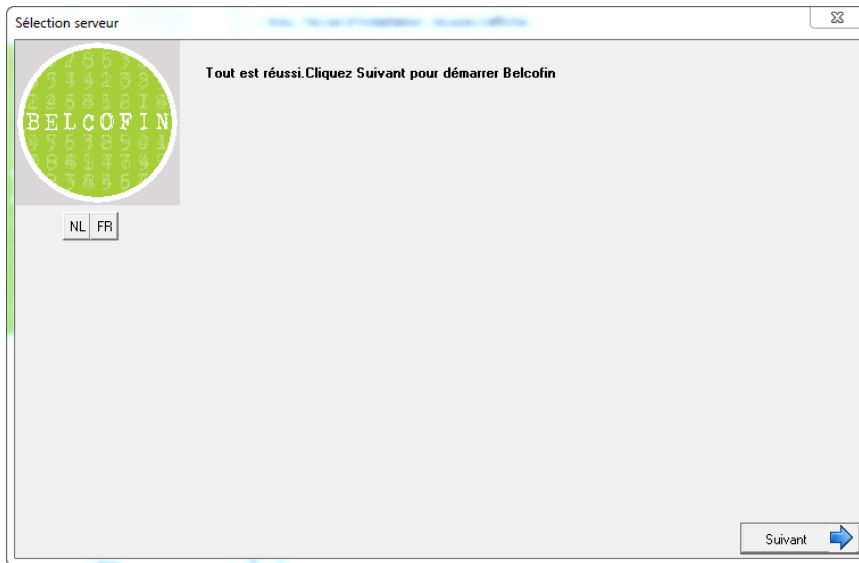 Sélection serveur
Tout est réussi.Cliquez Suivant pour démarrer Belcofin
BELCOFIN
NL FR
Suivant